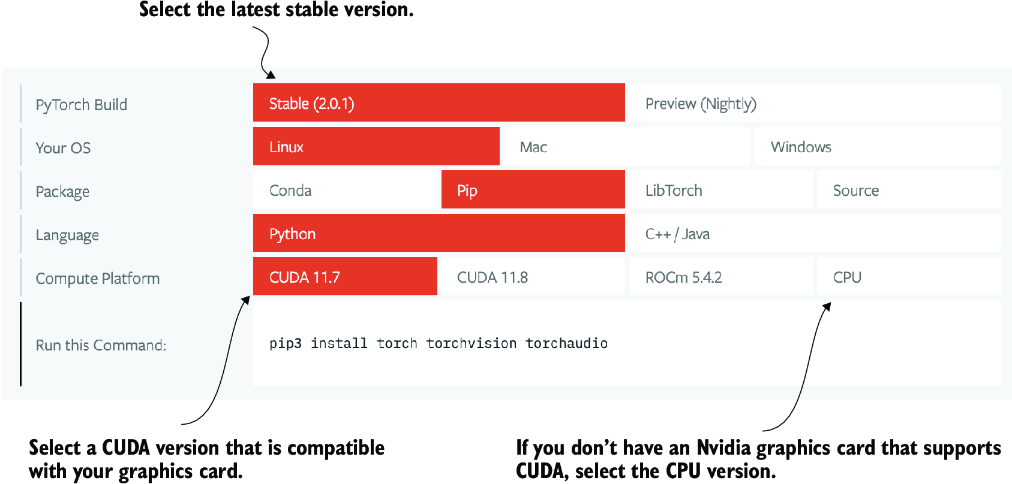 Select the latest stable version.
PyTorch Build Stable (2.0.1) Preview (Nightly)
Your OS Linux Mac Windows
Package Conda Pip LibTorch Source
Language Python C++ / Java
Compute Platform CUDA 11.7 CUDA 11.8 ROCm 5.4.2 CPU
Run this Command: pip3 install torch torchvision torchaudio
Select a CUDA version that is compatible
with your graphics card.
If you don’t have an Nvidia graphics card that supports
CUDA, select the CPU version.